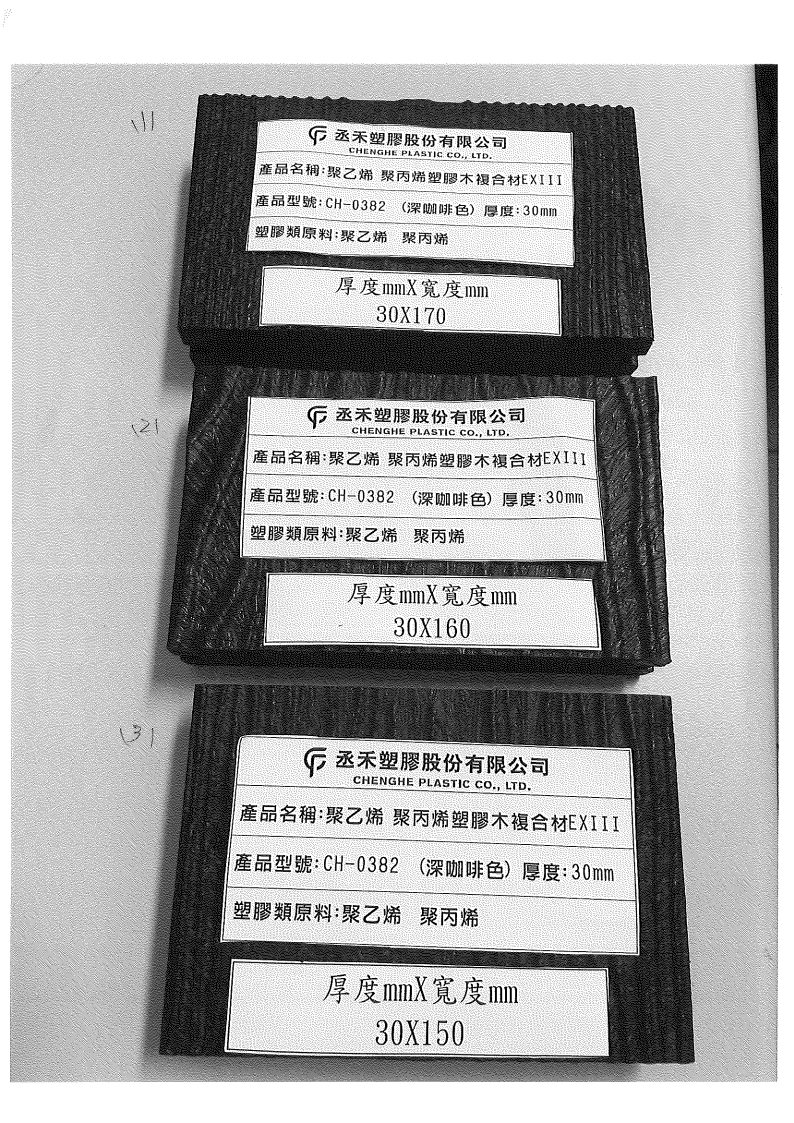 (1)
丞禾塑膠股份有限公司
CHENGHE PLASTIC CO., LTD.
產品名稱:聚乙烯 聚丙烯塑膠木複合材EXIII
產品型號:CH-0382 (深咖啡色) 厚度:30mm
塑膠類原料:聚乙烯 聚丙烯
厚度mmX寬度mm
30X170
(2)
丞禾塑膠股份有限公司
CHENGHE PLASTIC CO., LTD.
產品名稱:聚乙烯 聚丙烯塑膠木複合材EXIII
產品型號:CH-0382 (深咖啡色) 厚度:30mm
塑膠類原料:聚乙烯 聚丙烯
厚度mmX寬度mm
30X160
(3)
丞禾塑膠股份有限公司
CHENGHE PLASTIC CO., LTD.
產品名稱:聚乙烯 聚丙烯塑膠木複合材EXIII
產品型號:CH-0382 (深咖啡色) 厚度:30mm
塑膠類原料:聚乙烯 聚丙烯
厚度mmX寬度mm
30X150